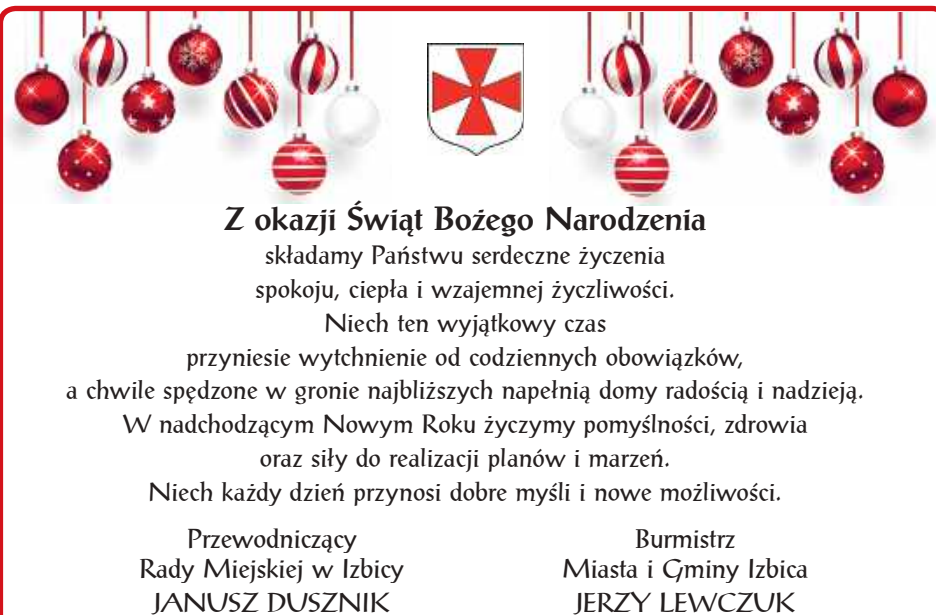 Z okazji Świąt Bożego Narodzenia
składamy Państwu serdeczne życzenia
spokoju, ciepła i wzajemnej życzliwości.
Niech ten wyjątkowy czas
przyniesie wytchnienie od codziennych obowiązków,
a chwile spędzone w gronie najbliższych napełnią domy radością i nadzieją.
W nadchodzącym Nowym Roku życzymy pomyślności, zdrowia
oraz siły do realizacji planów i marzeń.
Niech każdy dzień przynosi dobre myśli i nowe możliwości.
Przewodniczący
Rady Miejskiej w Izbicy
JANUSZ DUSZNIK
Burmistrz
Miasta i Gminy Izbica
JERZY LEWCZUK